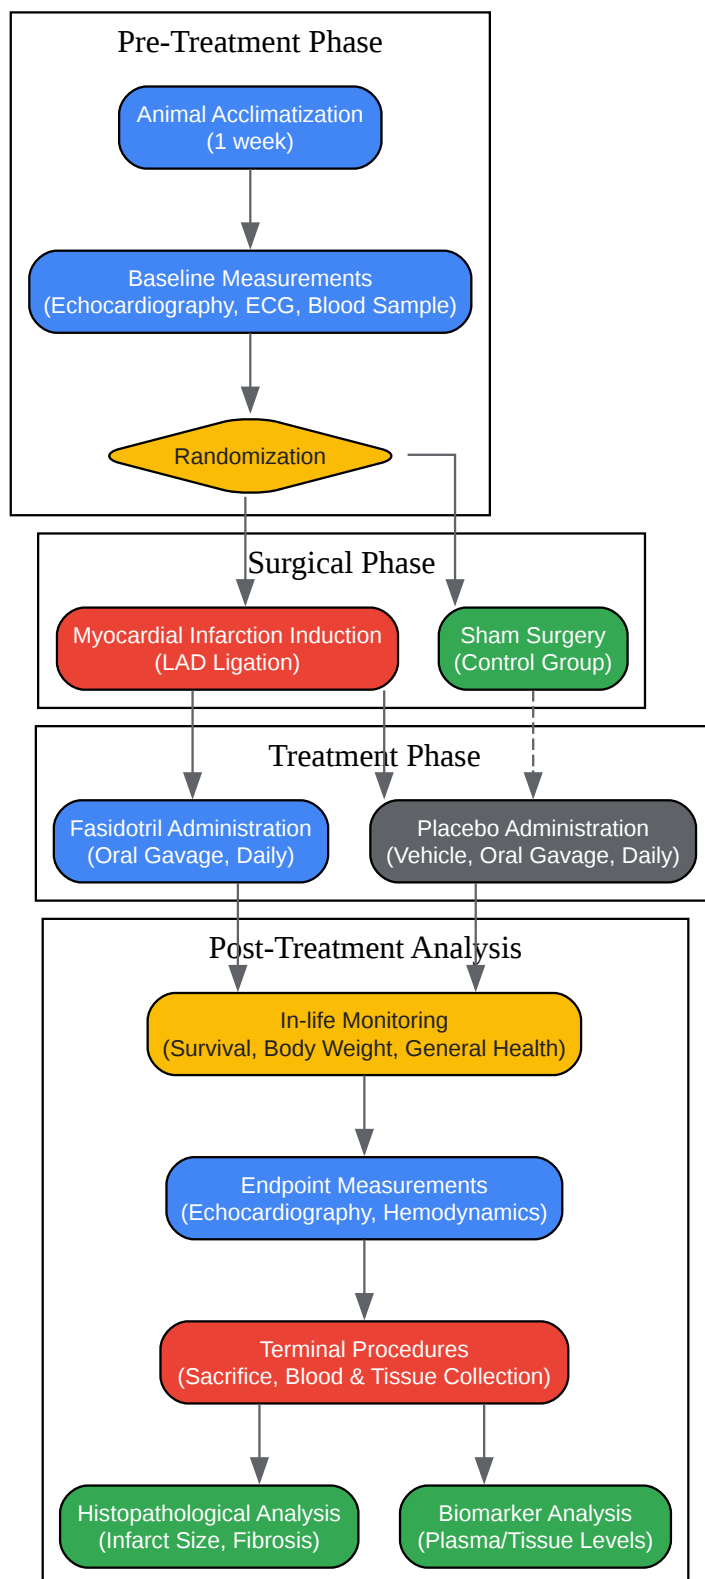 Pre-Treatment Phase
Animal Acclimatization
(1 week)
Baseline Measurements
(Echocardiography, ECG, Blood Sample)
Randomization
Surgical Phase
Myocardial Infarction Induction
(LAD Ligation)
Sham Surgery
(Control Group)
Treatment Phase
Fasidotril Administration
(Oral Gavage, Daily)
Placebo Administration
(Vehicle, Oral Gavage, Daily)
Post-Treatment Analysis
In-life Monitoring
(Survival, Body Weight, General Health)
Endpoint Measurements
(Echocardiography, Hemodynamics)
Terminal Procedures
(Sacrifice, Blood & Tissue Collection)
Histopathological Analysis
(Infarct Size, Fibrosis)
Biomarker Analysis
(Plasma/Tissue Levels)